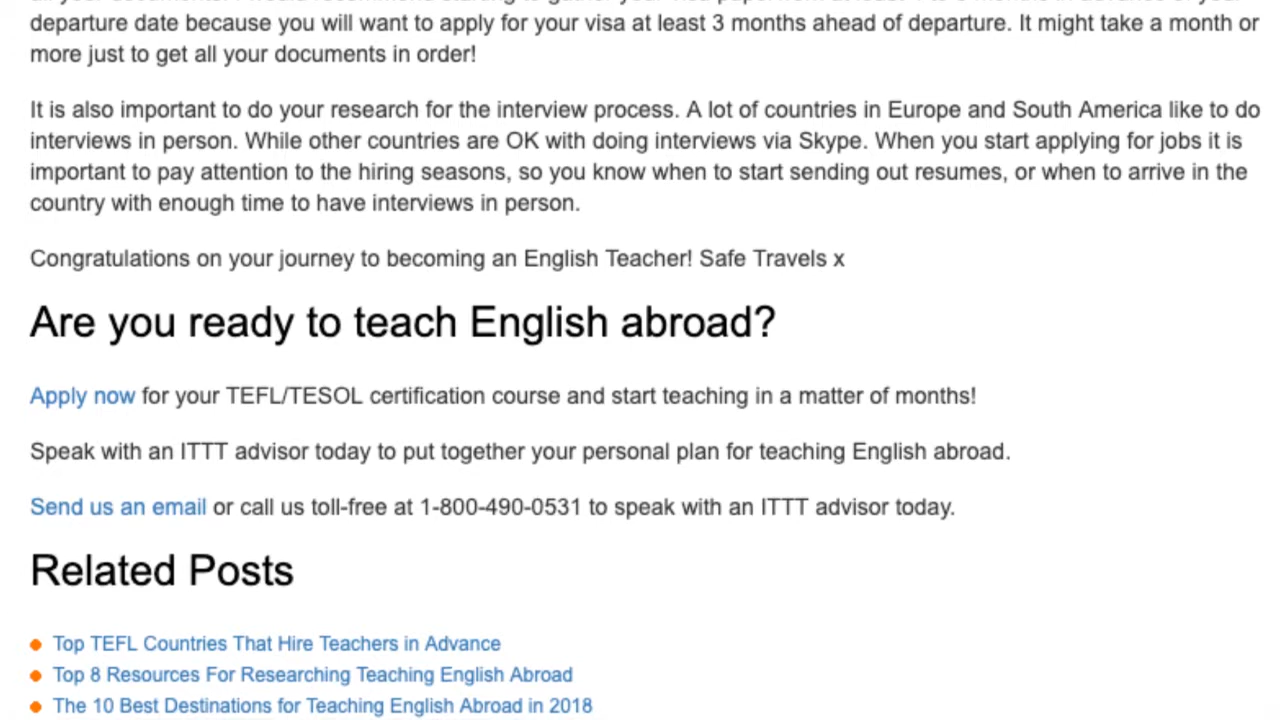 departure date because you will want to apply for your visa at least 3 months ahead of departure. It might take a month or
more just to get all your documents in order!
It is also important to do your research for the interview process. A lot of countries in Europe and South America like to do
interviews in person. While other countries are OK with doing interviews via Skype. When you start applying for jobs it is
important to pay attention to the hiring seasons, so you know when to start sending out resumes, or when to arrive in the
country with enough time to have interviews in person.
Congratulations on your journey to becoming an English Teacher! Safe Travels x
Are you ready to teach English abroad?
Apply now for your TEFL/TESOL certification course and start teaching in a matter of months!
Speak with an ITTT advisor today to put together your personal plan for teaching English abroad.
Send us an email or call us toll-free at 1-800-490-0531 to speak with an ITTT advisor today.
Related Posts
Top TEFL Countries That Hire Teachers in Advance
Top 8 Resources For Researching Teaching English Abroad
The 10 Best Destinations for Teaching English Abroad in 2018